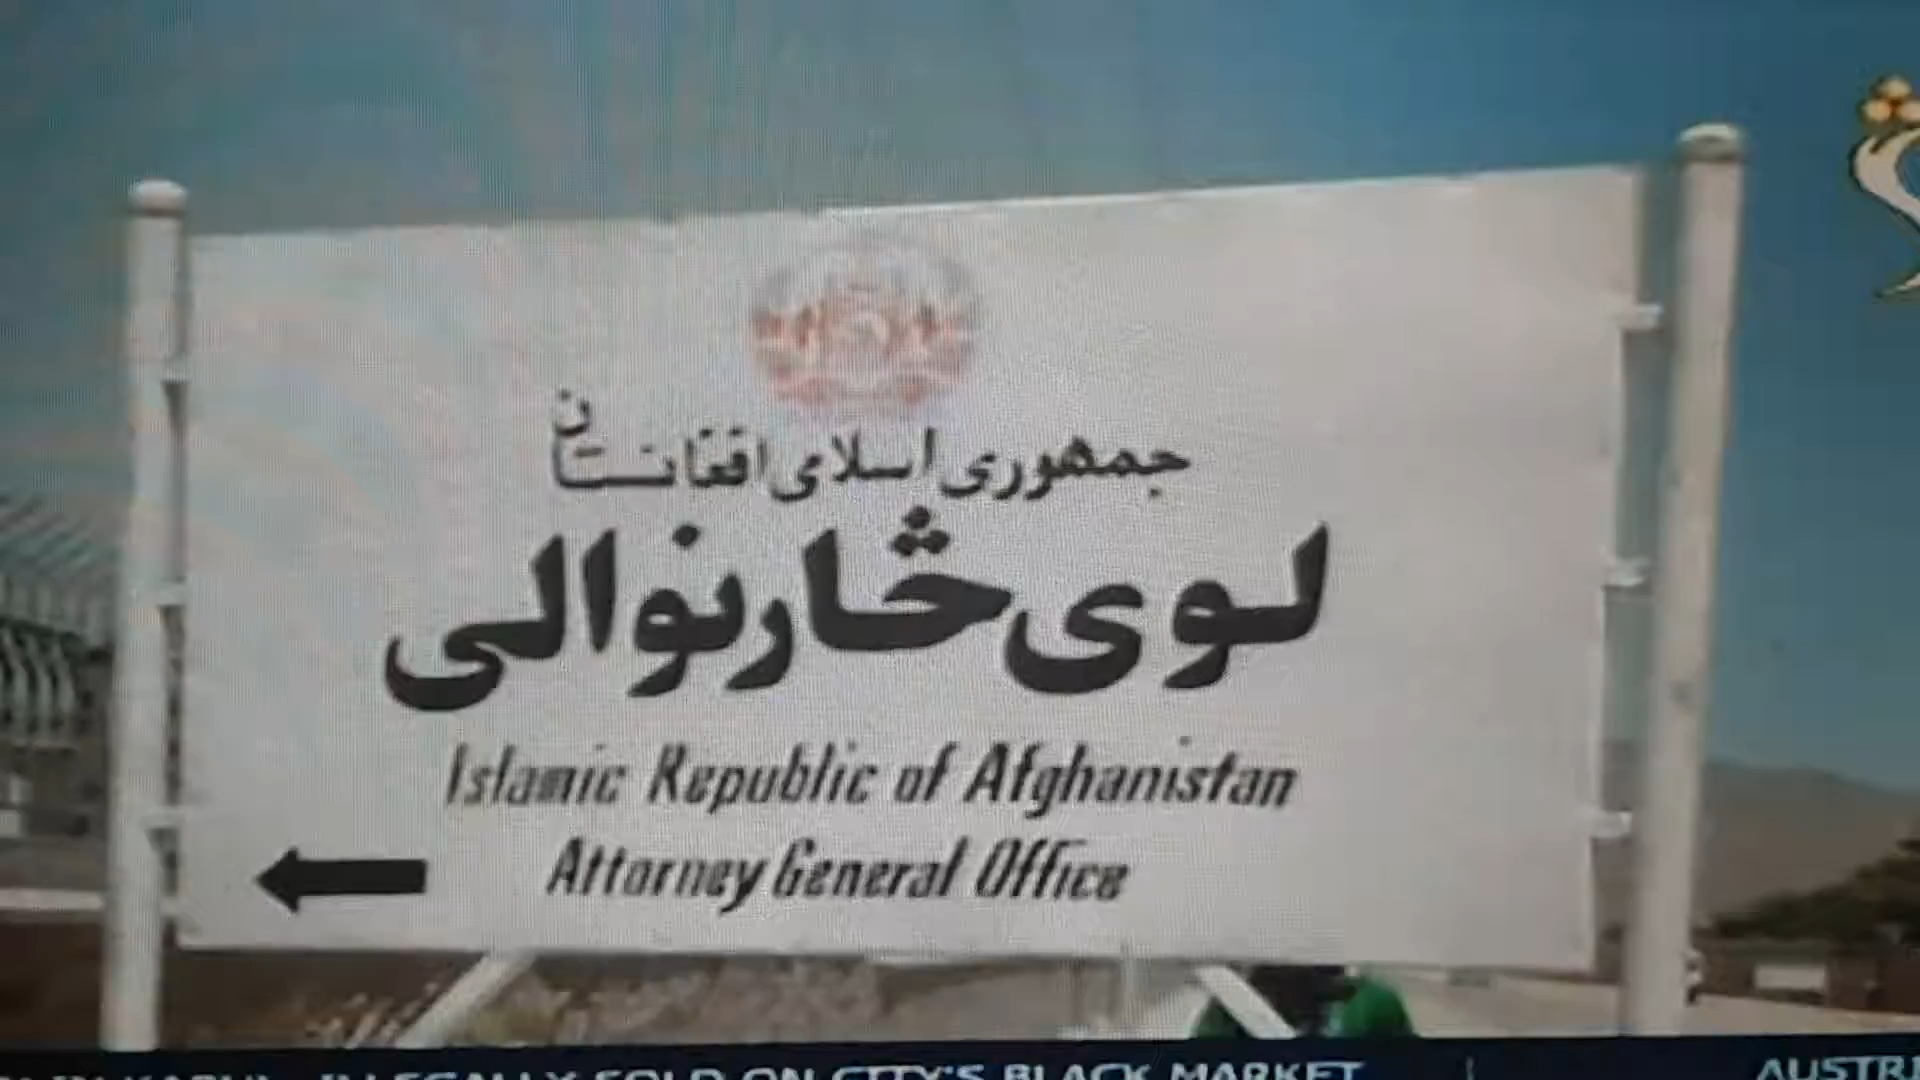 جمهوری اسلامی افغانستان
لوی څارنوالی
Islamic Republic of Afghanistan
Attorney General Office
ILLEGALLY SOLD ON CITY'S BLACK MARKET